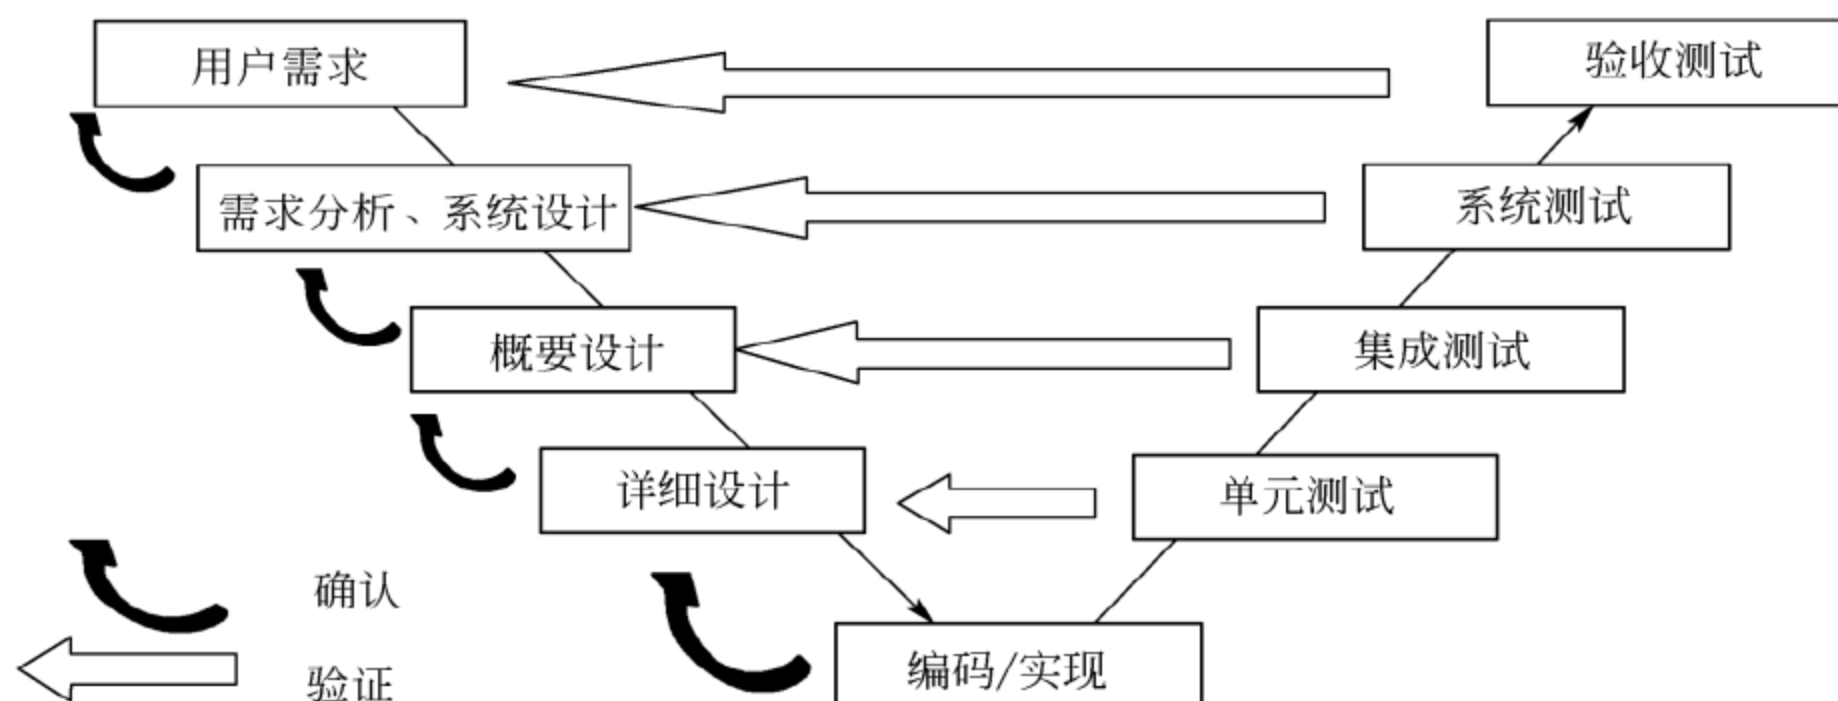 用户需求
验收测试
需求分析、系统设计
系统测试
概要设计
集成测试
详细设计
单元测试
确认
编码/实现
验证